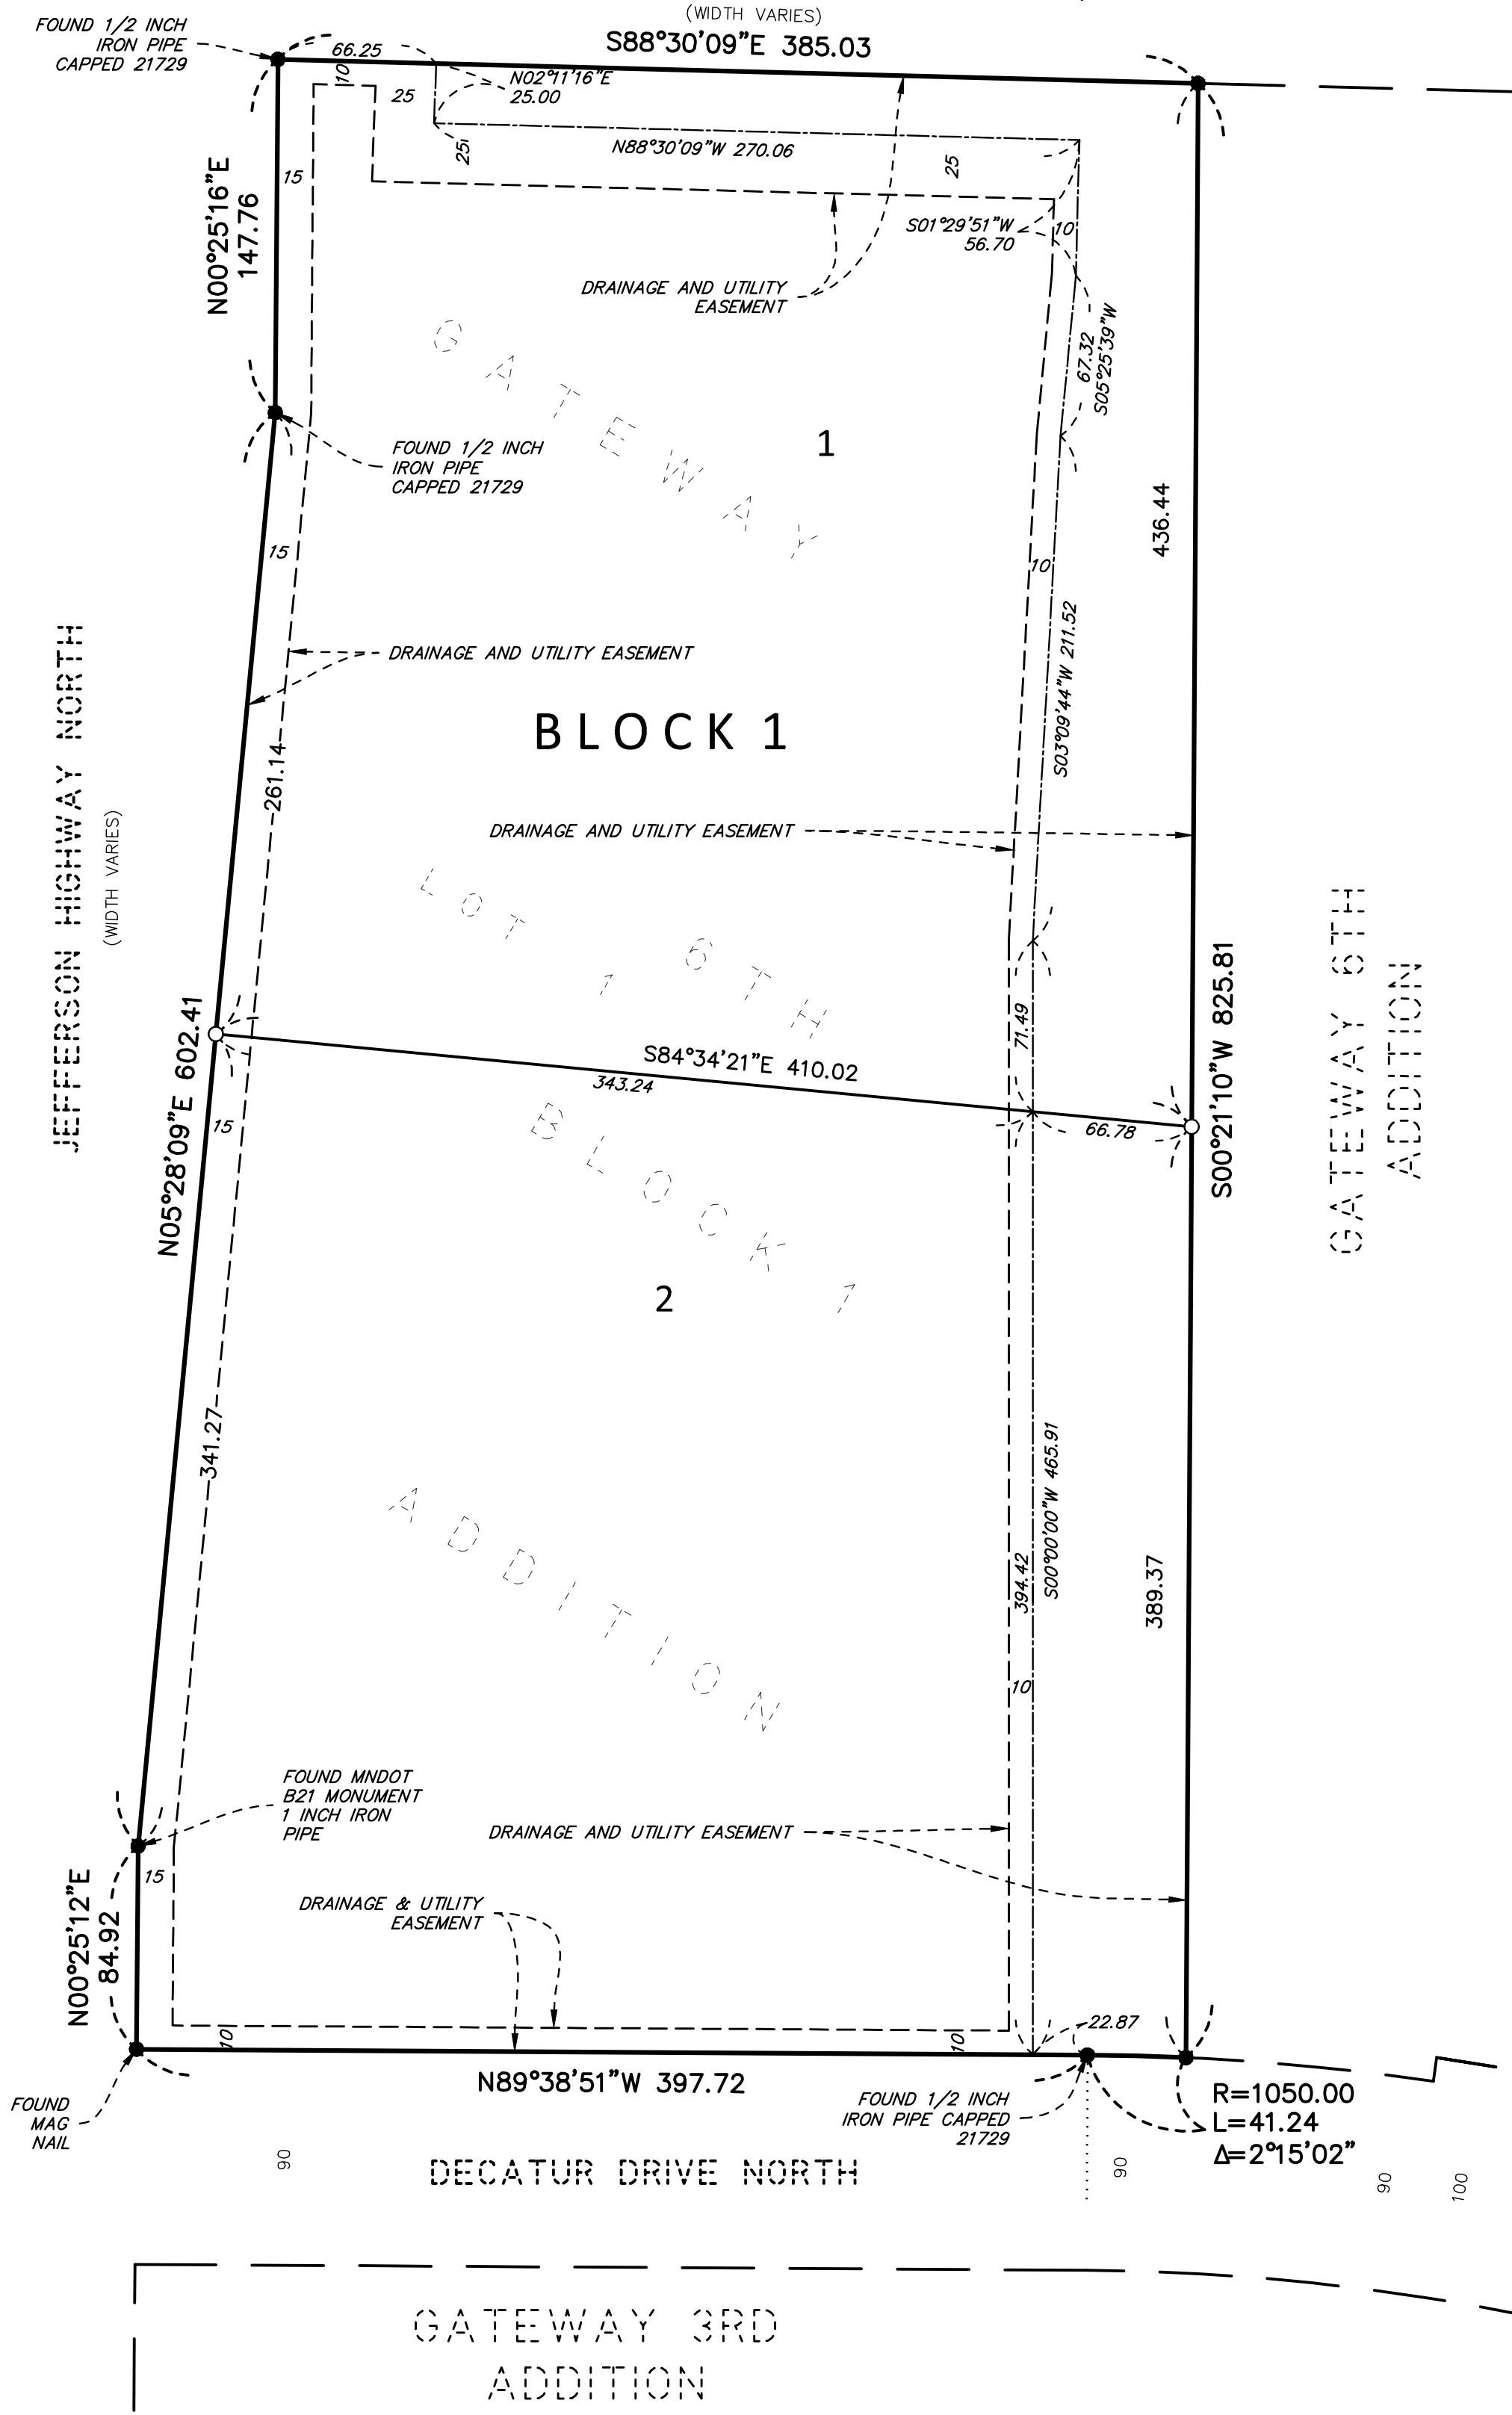 (WIDTH VARIES)
S88°30'09"E 385.03
FOUND 1/2 INCH
IRON PIPE
CAPPED 21729
66.25
10
25
N02°11'16"E
25.00
25
N88°30'09"W 270.06
25
15
N00°25'16"E
147.76
S01°29'51"W
56.70
10
DRAINAGE AND UTILITY
EASEMENT
67.32
S05°25'39"W
GATEWAY
1
FOUND 1/2 INCH
IRON PIPE
CAPPED 21729
436.44
15
10
S03°09'44"W 211.52
DRAINAGE AND UTILITY EASEMENT
JEFFERSON HIGHWAY NORTH
(WIDTH VARIES)
BLOCK 1
261.14
DRAINAGE AND UTILITY EASEMENT
LOT 1
6TH
GATEWAY 6TH
ADDITION
N05°28'09"E 602.41
71.49
S84°34'21"E 410.02
343.24
66.78
S00°21'10"W 825.81
15
BLOCK 1
2
341.27
ADDITION
S00°00'00"W 465.91
394.42
389.37
10
FOUND MNDOT
B21 MONUMENT
1 INCH IRON
PIPE
DRAINAGE AND UTILITY EASEMENT
15
N00°25'12"E
84.92
DRAINAGE & UTILITY
EASEMENT
10
10
22.87
N89°38'51"W 397.72
FOUND
MAG
NAIL
FOUND 1/2 INCH
IRON PIPE CAPPED
21729
R=1050.00
L=41.24
Δ=2°15'02"
90
DECATUR DRIVE NORTH
90
90
100
GATEWAY 3RD
ADDITION